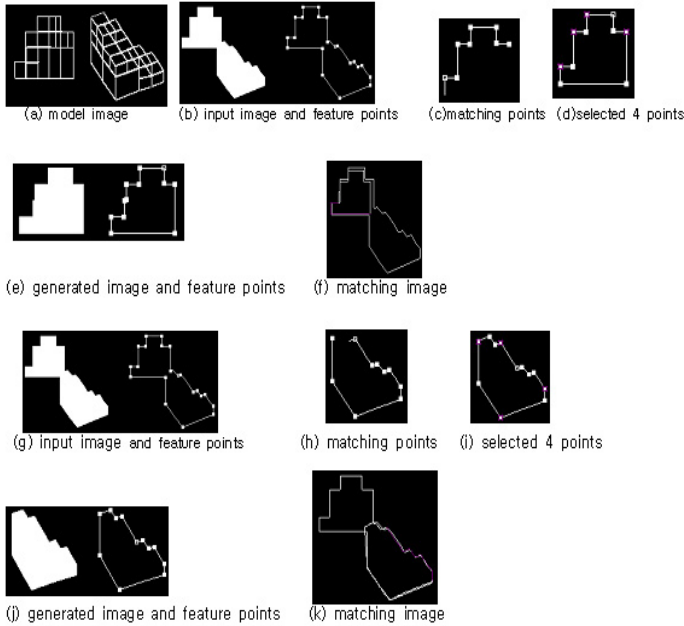 (a) model image
(b) input image and feature points
(c)matching points
(d)selected 4 points
(e) generated image and feature points
(f) matching image
(g) input image and feature points
(h) matching points
(i) selected 4 points
(j) generated image and feature points
(k) matching image